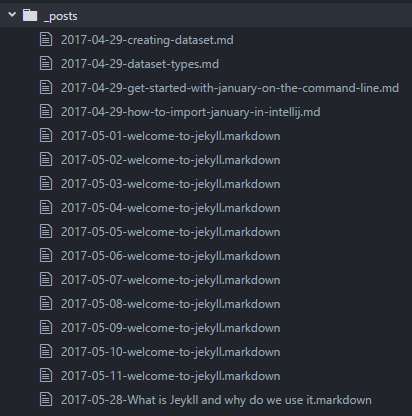 _posts
2017-04-29-creating-dataset.md
2017-04-29-dataset-types.md
2017-04-29-get-started-with-january-on-the-command-line.md
2017-04-29-how-to-import-january-in-intellij.md
2017-05-01-welcome-to-jekyll.markdown
2017-05-02-welcome-to-jekyll.markdown
2017-05-03-welcome-to-jekyll.markdown
2017-05-04-welcome-to-jekyll.markdown
2017-05-05-welcome-to-jekyll.markdown
2017-05-06-welcome-to-jekyll.markdown
2017-05-07-welcome-to-jekyll.markdown
2017-05-08-welcome-to-jekyll.markdown
2017-05-09-welcome-to-jekyll.markdown
2017-05-10-welcome-to-jekyll.markdown
2017-05-11-welcome-to-jekyll.markdown
2017-05-28-What is Jeykll and why do we use it.markdown